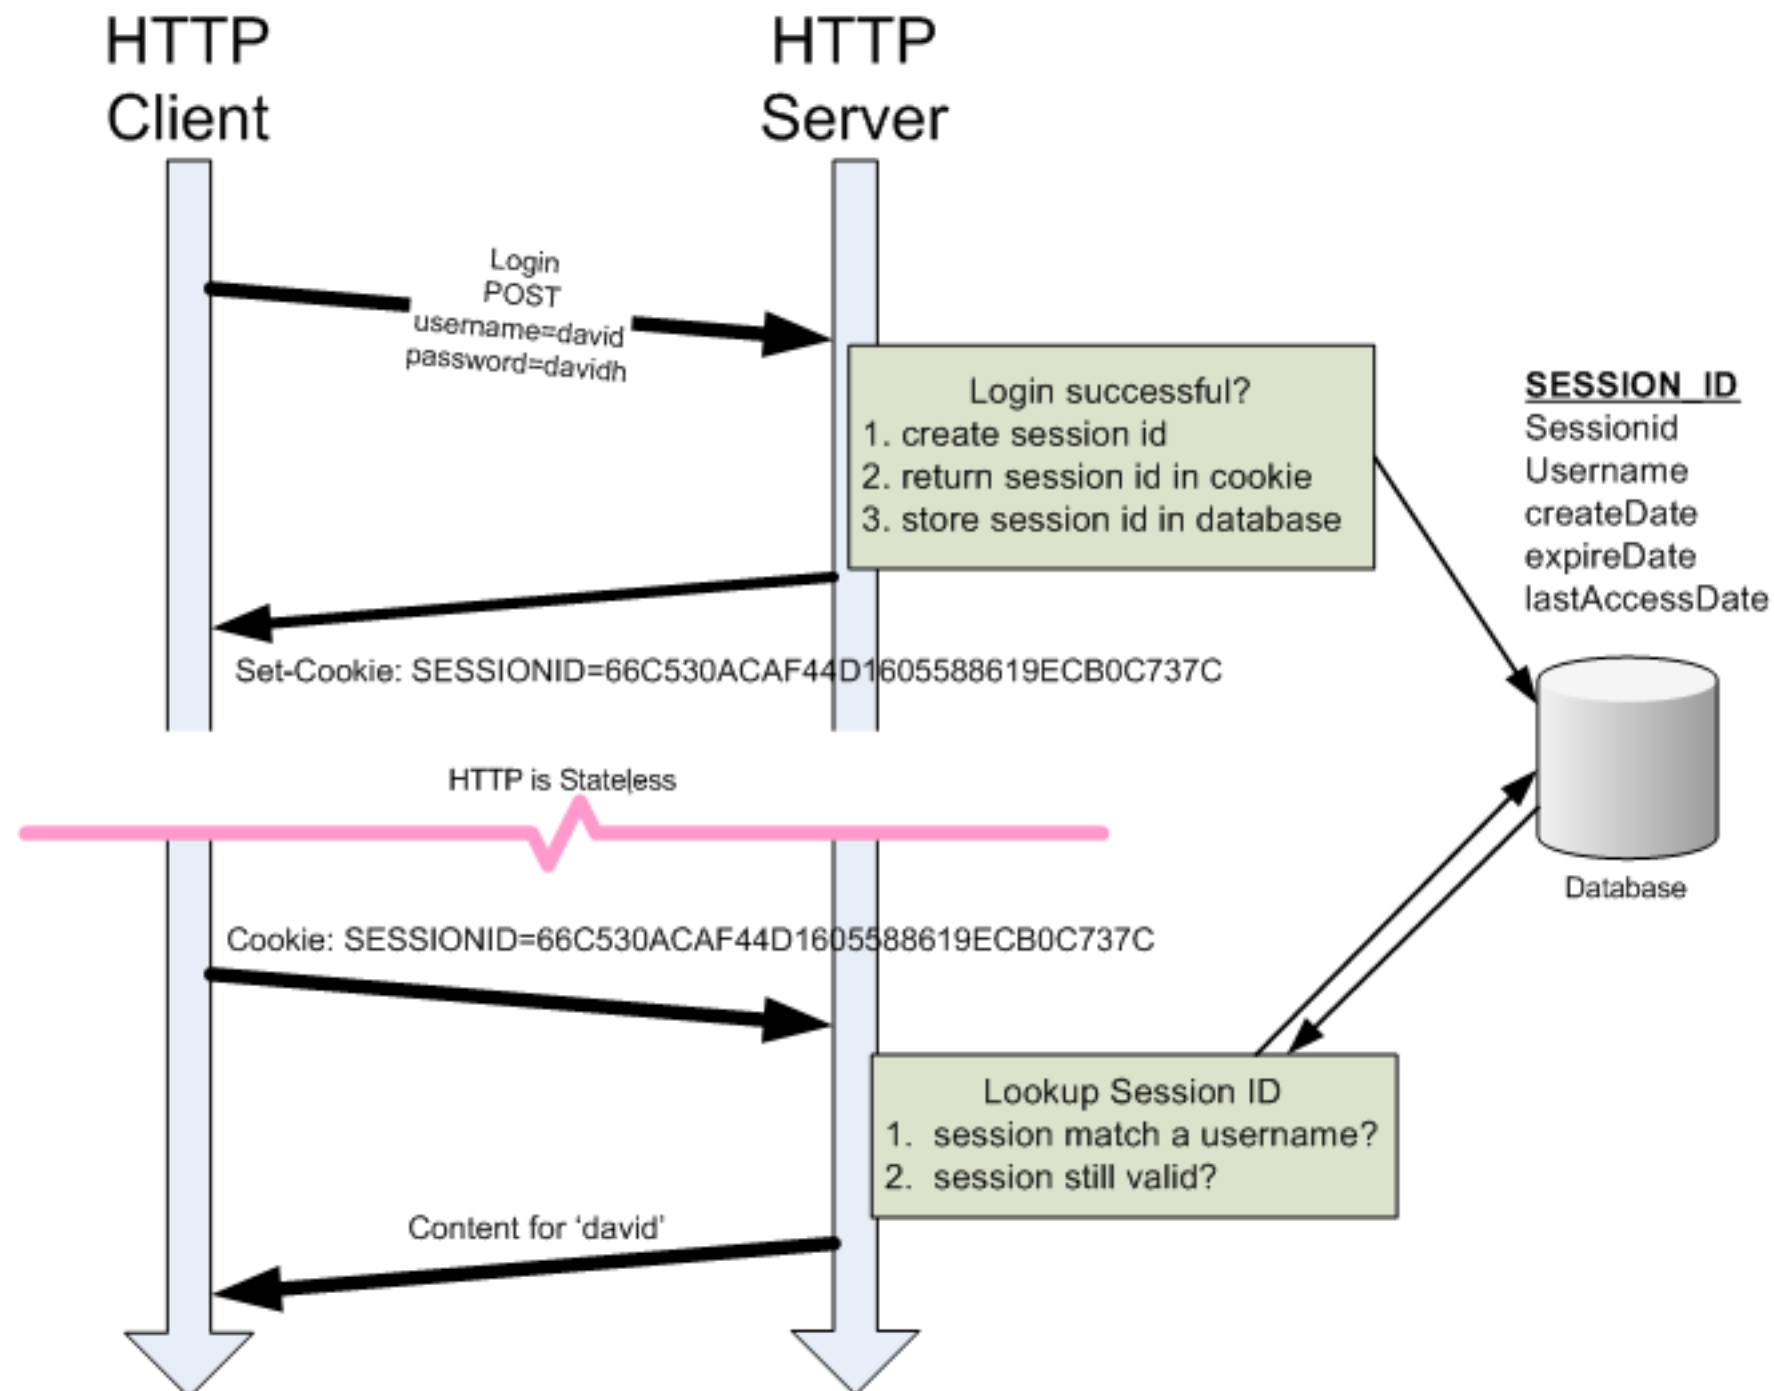 HTTP
Client
HTTP
Server
Login
POST
username=david
password=davidh
Login successful?
1. create session id
2. return session id in cookie
3. store session id in database
SESSION_ID
Sessionid
Username
createDate
expireDate
lastAccessDate
Set-Cookie: SESSIONID=66C530ACAF44D1605588619ECB0C737C
HTTP is Stateless
Database
Cookie: SESSIONID=66C530ACAF44D1605588619ECB0C737C
Lookup Session ID
1. session match a username?
2. session still valid?
Content for ‘david’